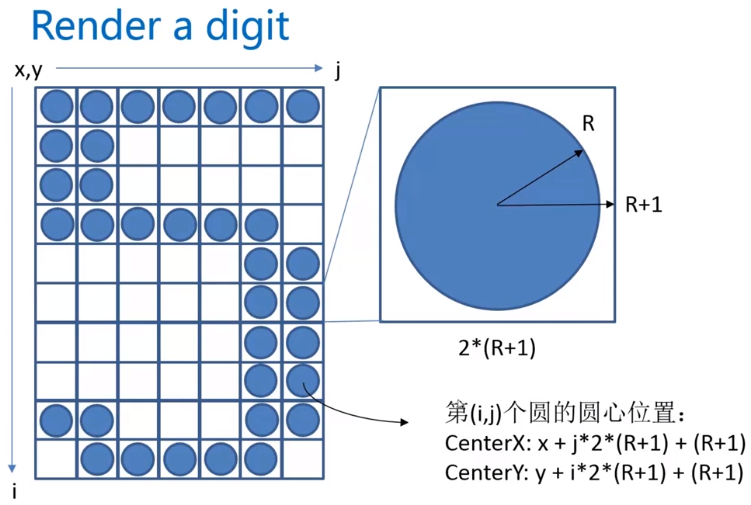 Render a digit
x,y
j
R
R+1
2*(R+1)
第(i,j)个圆的圆心位置：
CenterX: x + j*2*(R+1) + (R+1)
CenterY: y + i*2*(R+1) + (R+1)
i